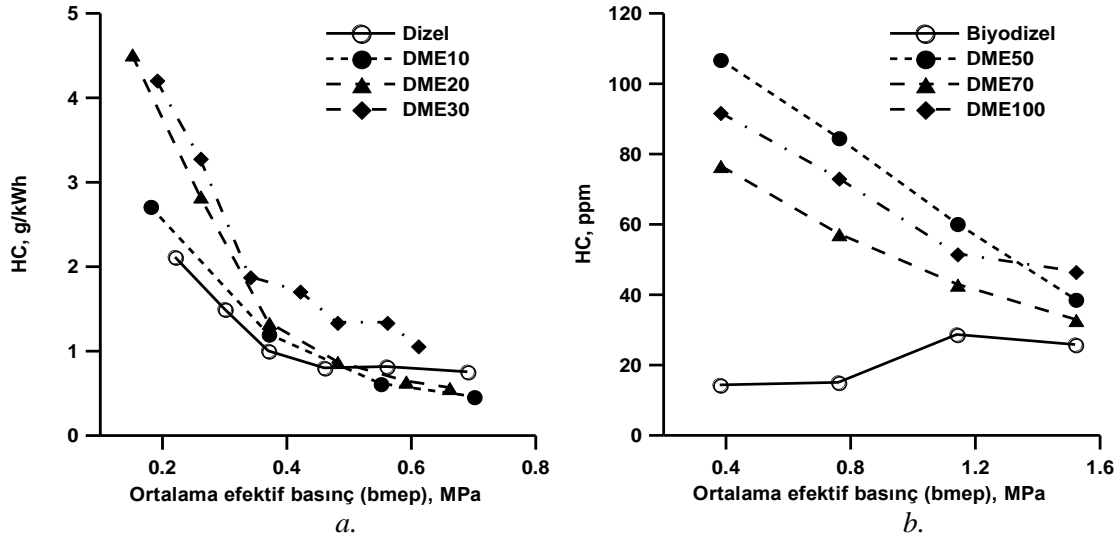 Dizel
DME10
DME20
DME30
5
4
3
2
1
0
HC, g/kWh
0.2 0.4 0.6 0.8
Ortalama efektif basınç (bmep), MPa
a.
Biyodizel
DME50
DME70
DME100
120
100
80
60
40
20
0
HC, ppm
0.4 0.8 1.2 1.6
Ortalama efektif basınç (bmep), MPa
b.